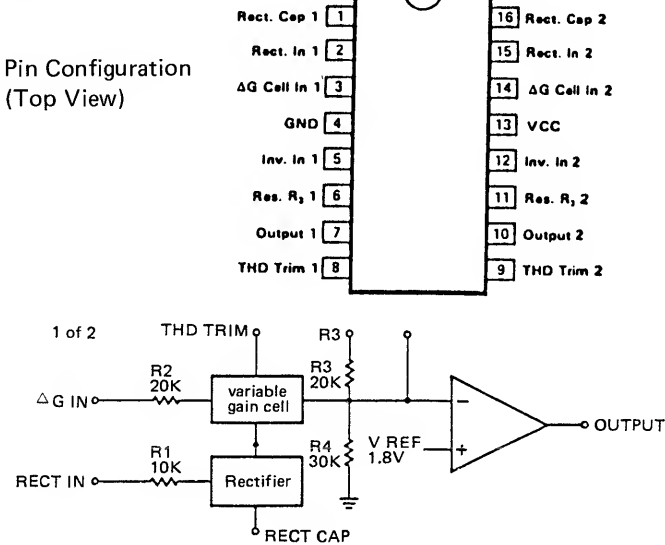 Pin Configuration
(Top View)
Rect. Cap 1 1
Rect. In 1 2
ΔG Cell In 1 3
GND 4
Inv. In 1 5
Res. R₃ 1 6
Output 1 7
THD Trim 1 8
16 Rect. Cap 2
15 Rect. In 2
14 ΔG Cell In 2
13 VCC
12 Inv. In 2
11 Res. R₃ 2
10 Output 2
9 THD Trim 2
1 of 2
THD TRIM
R3
R3
20K
R2
20K
△G IN
variable
gain cell
R1
10K
RECT IN
Rectifier
R4
30K
V REF
1.8V
−
+
OUTPUT
RECT CAP